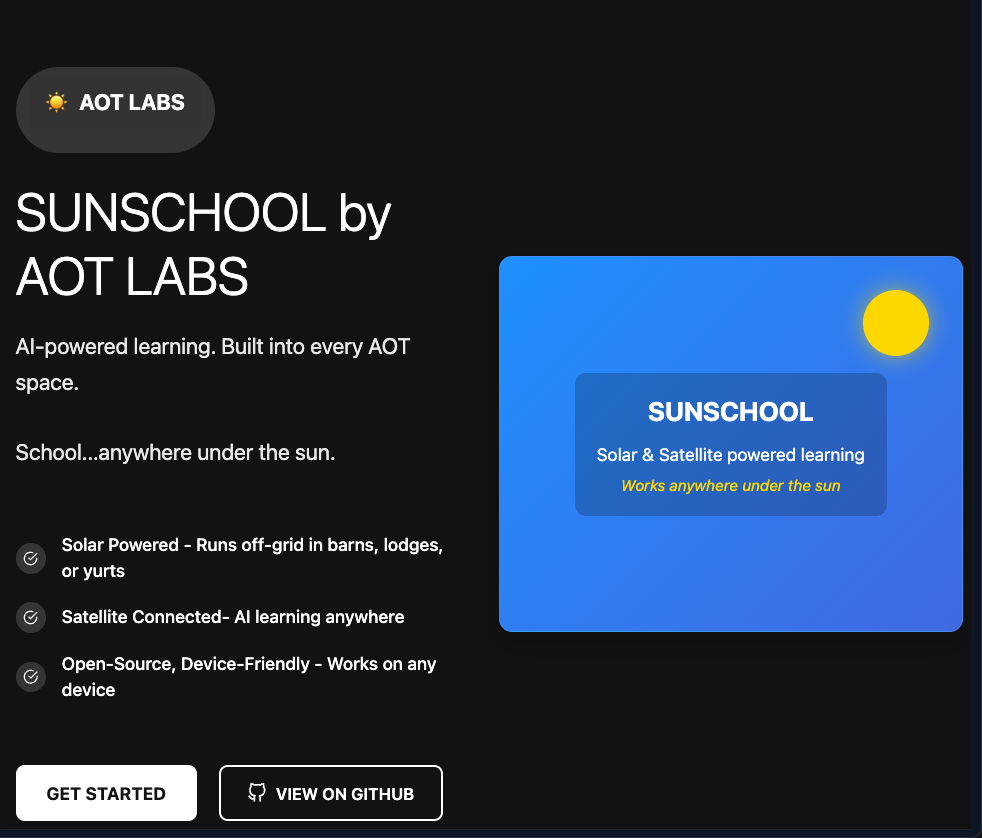 AOT LABS
SUNSCHOOL by
AOT LABS
AI-powered learning. Built into every AOT
space.
School...anywhere under the sun.
Solar Powered - Runs off-grid in barns, lodges,
or yurts
Satellite Connected- AI learning anywhere
Open-Source, Device-Friendly - Works on any
device
GET STARTED
VIEW ON GITHUB
SUNSCHOOL
Solar & Satellite powered learning
Works anywhere under the sun